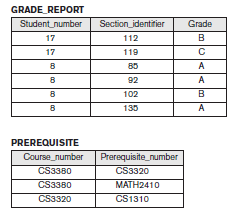 GRADE_REPORT
Student_number Section_identifier Grade
17 112 B
17 119 C
8 85 A
8 92 A
8 102 B
8 135 A
PREREQUISITE
Course_number Prerequisite_number
CS3380 CS3320
CS3380 MATH2410
CS3320 CS1310